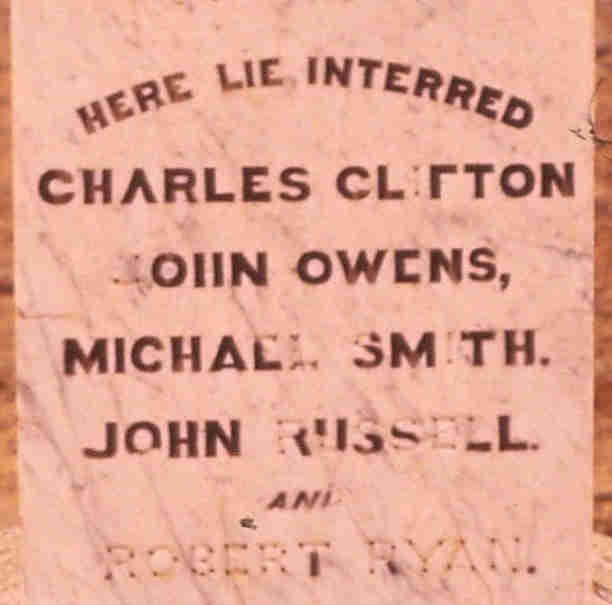 HERE LIE INTERRED
CHARLES CLIFTON
JOHN OWENS,
MICHAEL SMITH.
JOHN RUSSELL.
AND
ROBERT RYAN.